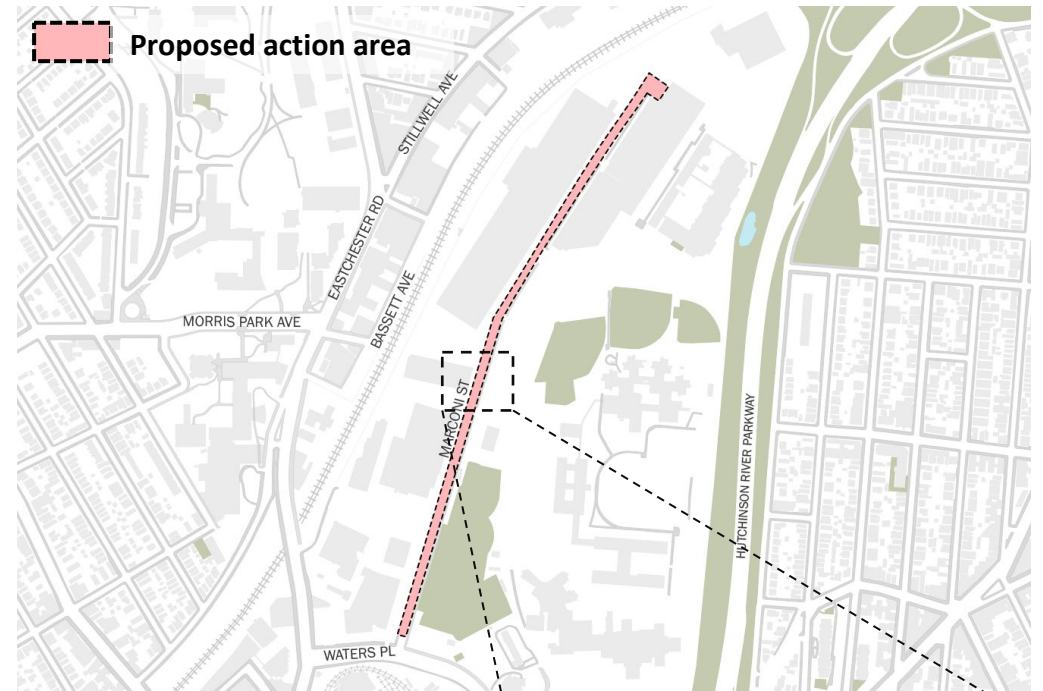 Proposed action area
STILLWELL AVE
EASTCHESTER RD
BASSETT AVE
MORRIS PARK AVE
MARCONI ST
HUTCHINSON RIVER PARKWAY
WATERS PL